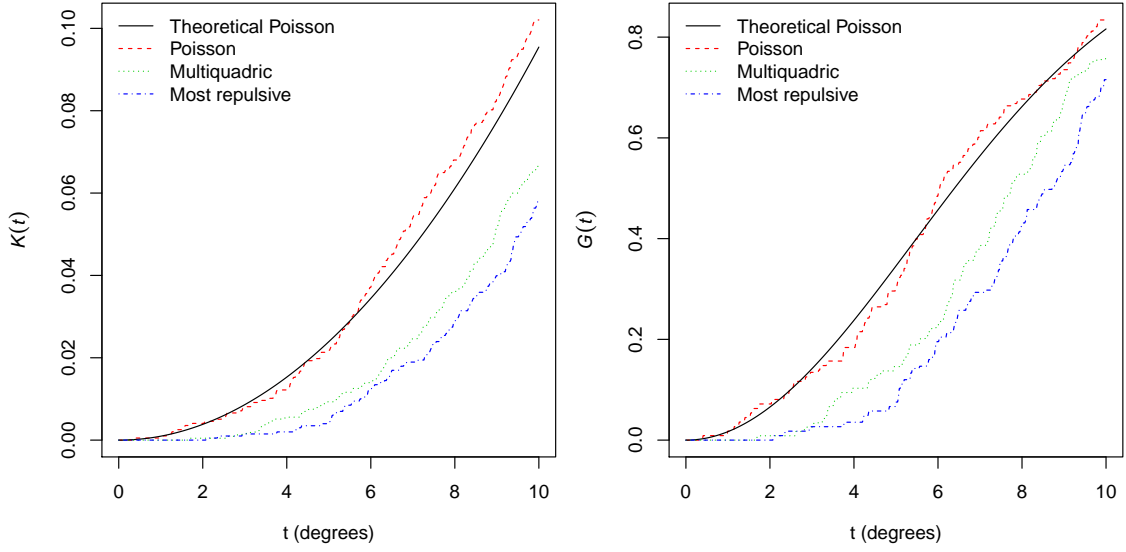 Theoretical Poisson
Poisson
Multiquadric
Most repulsive
K(t)
0.00
0.02
0.04
0.06
0.08
0.10
0 2 4 6 8 10
t (degrees)
Theoretical Poisson
Poisson
Multiquadric
Most repulsive
G(t)
0.0
0.2
0.4
0.6
0.8
0 2 4 6 8 10
t (degrees)